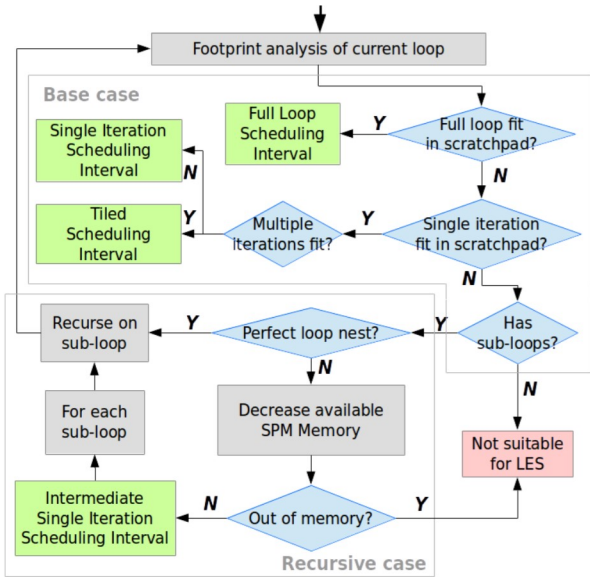 Footprint analysis of current loop
Base case
Single Iteration
Scheduling
Interval
Full Loop
Scheduling
Interval
Y
Full loop fit
in scratchpad?
N
N
Tiled
Scheduling
Interval
Y
Multiple
iterations fit?
Y
Single iteration
fit in scratchpad?
N
Recurse on
sub-loop
Y
Perfect loop nest?
Y
Has
sub-loops?
N
N
For each
sub-loop
Decrease available
SPM Memory
Not suitable
for LES
Intermediate
Single Iteration
Scheduling Interval
N
Out of memory?
Y
Recursive case